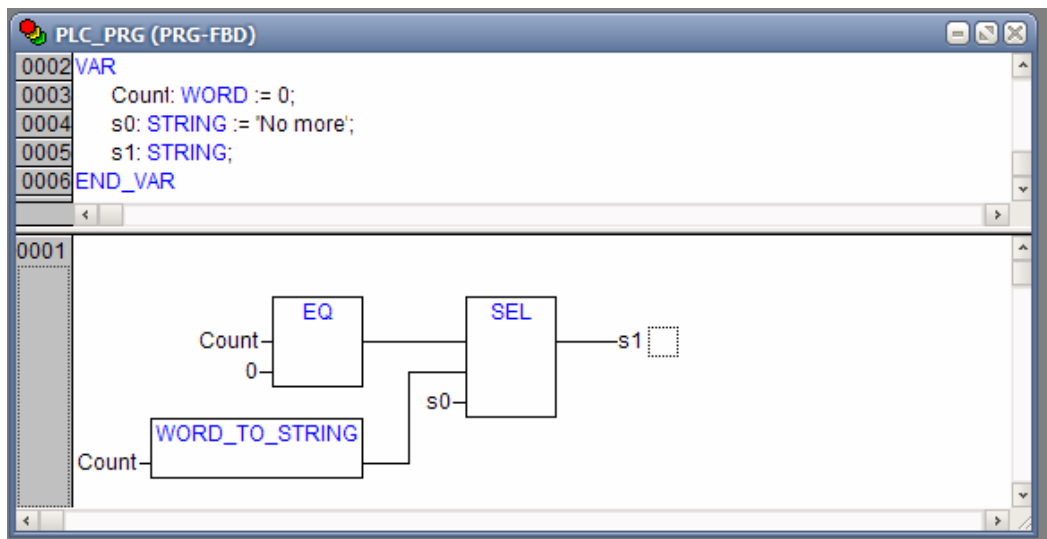 PLC_PRG (PRG-FBD)
0002 VAR
0003 Count: WORD := 0;
0004 s0: STRING := 'No more';
0005 s1: STRING;
0006 END_VAR
0001
EQ
SEL
Count
s1
0
s0
WORD_TO_STRING
Count